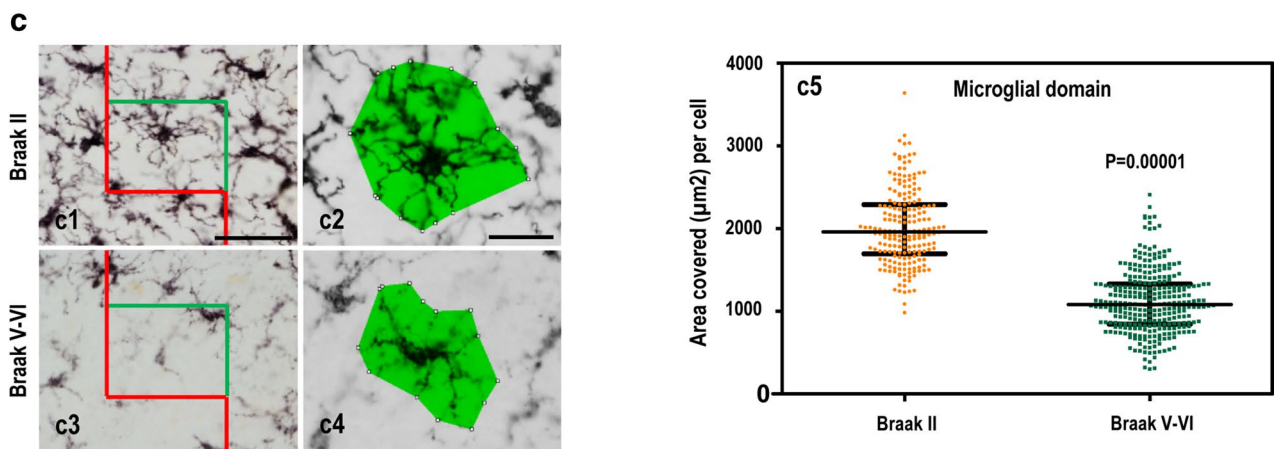 c
Braak II
c1
c2
Braak V-VI
c3
c4
Area covered (µm2) per cell
4000
3000
2000
1000
0
c5
Microglial domain
P=0.00001
Braak II
Braak V-VI